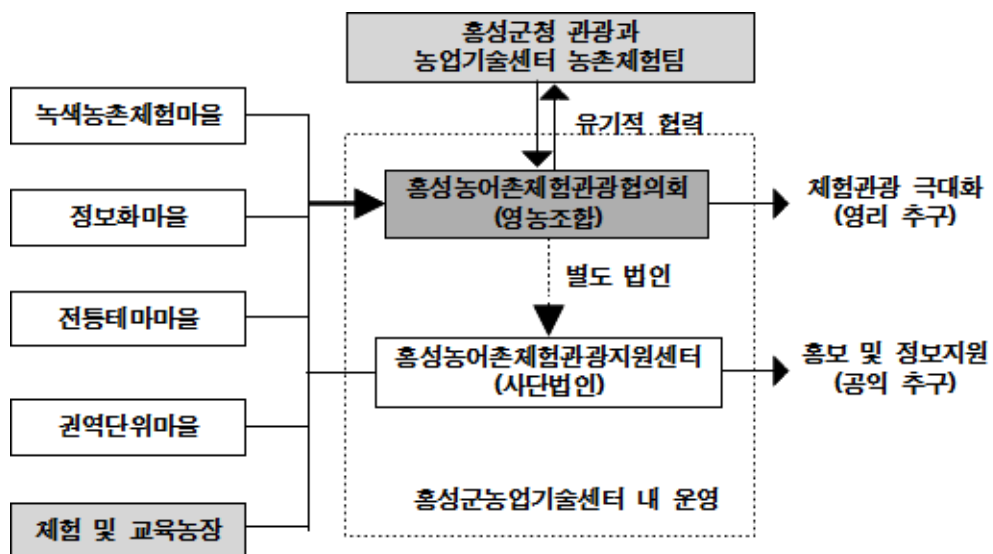 홍성군청 관광과
농업기술센터 농촌체험팀
녹색농촌체험마을
유기적 협력
홍성농어촌체험관광협의회
(영농조합)
체험관광 극대화
(영리 추구)
정보화마을
별도 법인
전통테마마을
홍성농어촌체험관광지원센터
(사단법인)
홍보 및 정보지원
(공익 추구)
권역단위마을
홍성군농업기술센터 내 운영
체험 및 교육농장